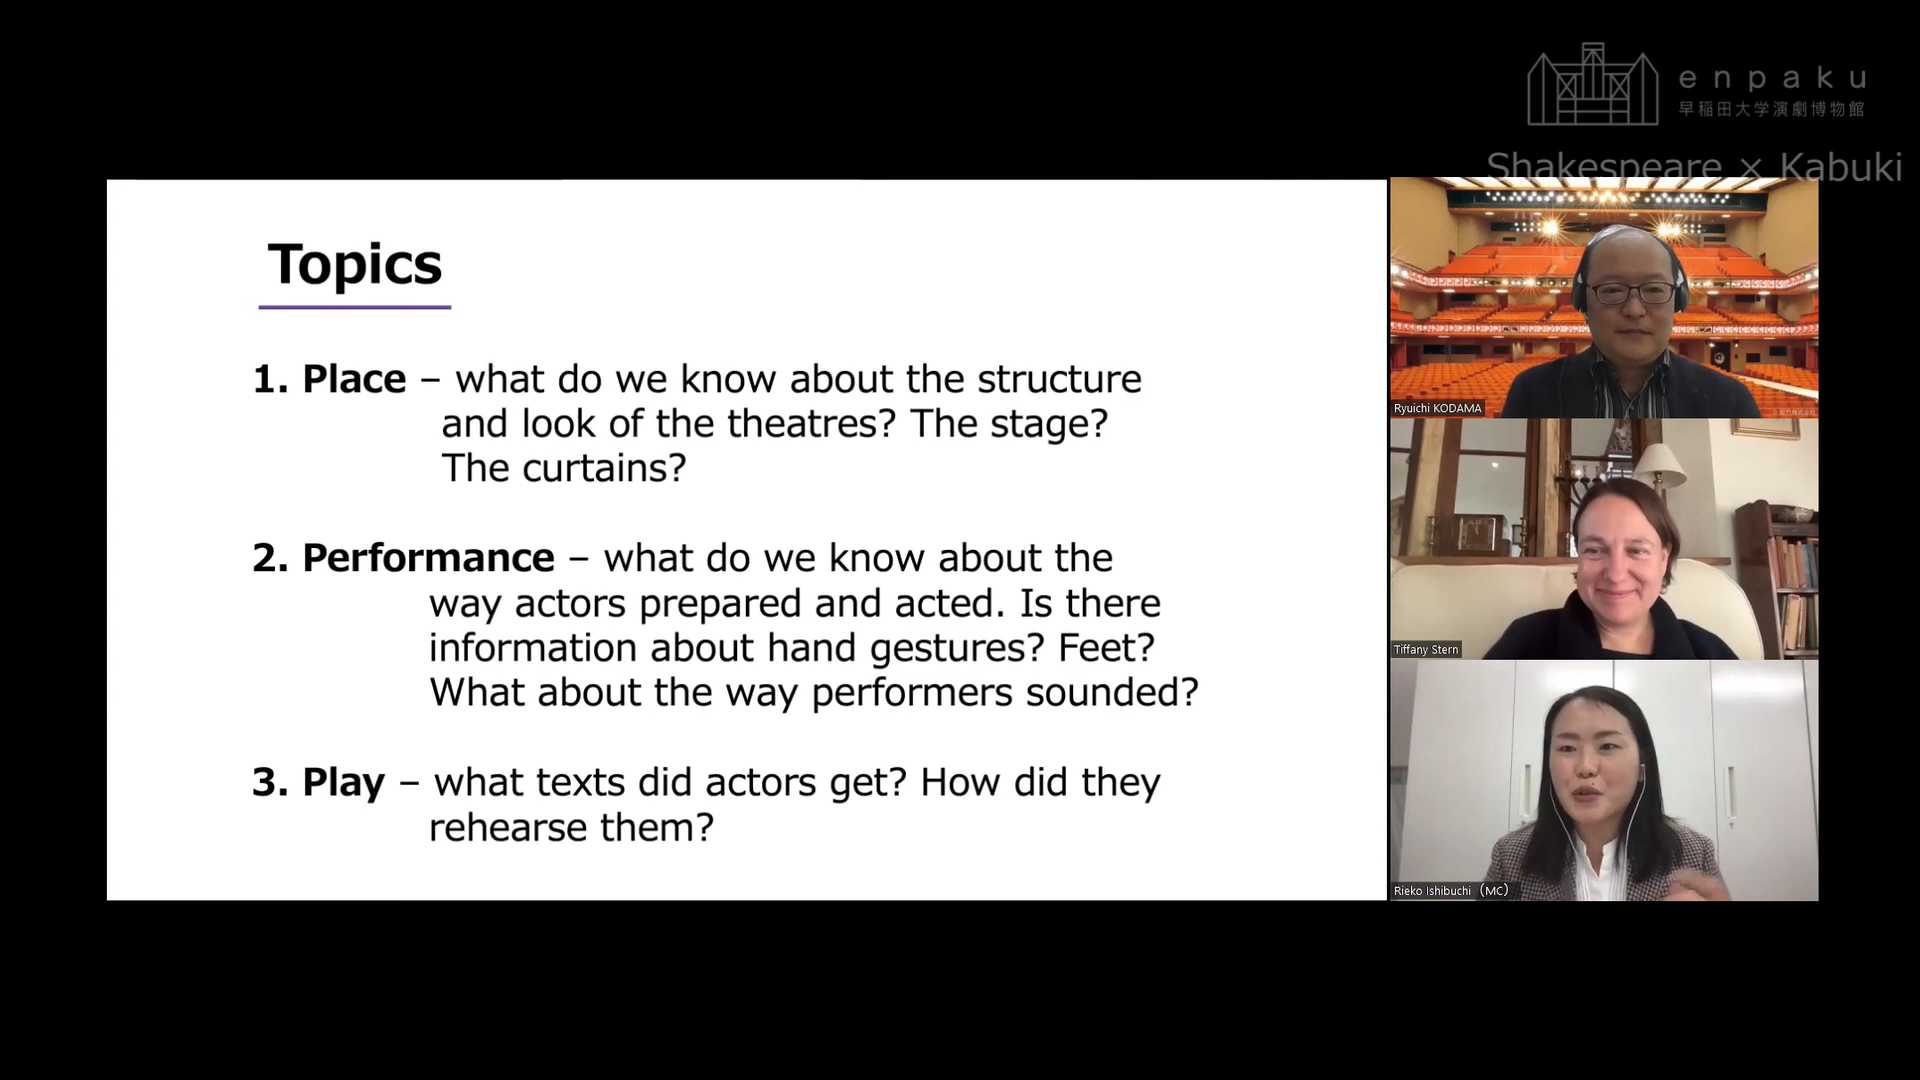 enpaku
早稲田大学演劇博物館
Shakespeare × Kabuki
Topics
1. Place – what do we know about the structure
and look of the theatres? The stage?
The curtains?
2. Performance – what do we know about the
way actors prepared and acted. Is there
information about hand gestures? Feet?
What about the way performers sounded?
3. Play – what texts did actors get? How did they
rehearse them?
Ryuichi KODAMA
Tiffany Stern
Rieko Ishibuchi（MC）